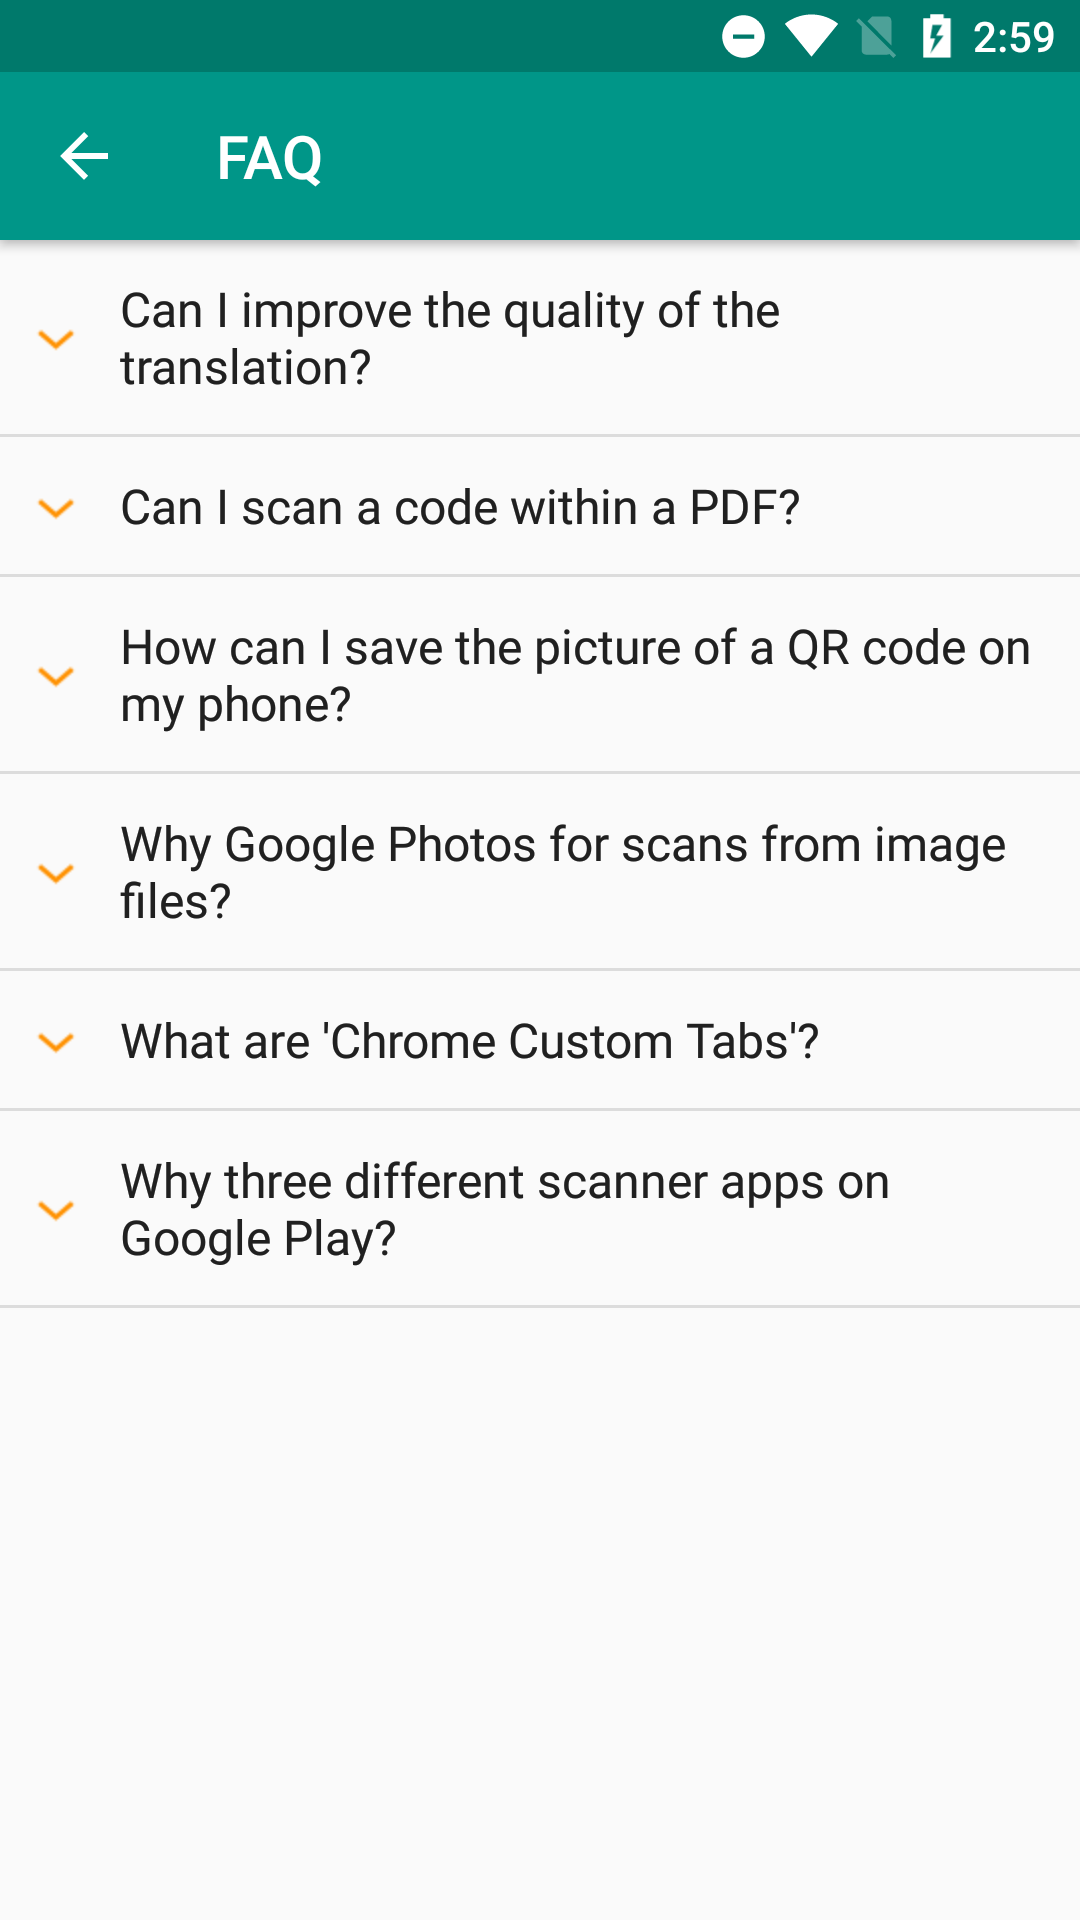 2:59
FAQ
Can I improve the quality of the
translation?
Can I scan a code within a PDF?
How can I save the picture of a QR code on
my phone?
Why Google Photos for scans from image
files?
What are 'Chrome Custom Tabs'?
Why three different scanner apps on
Google Play?